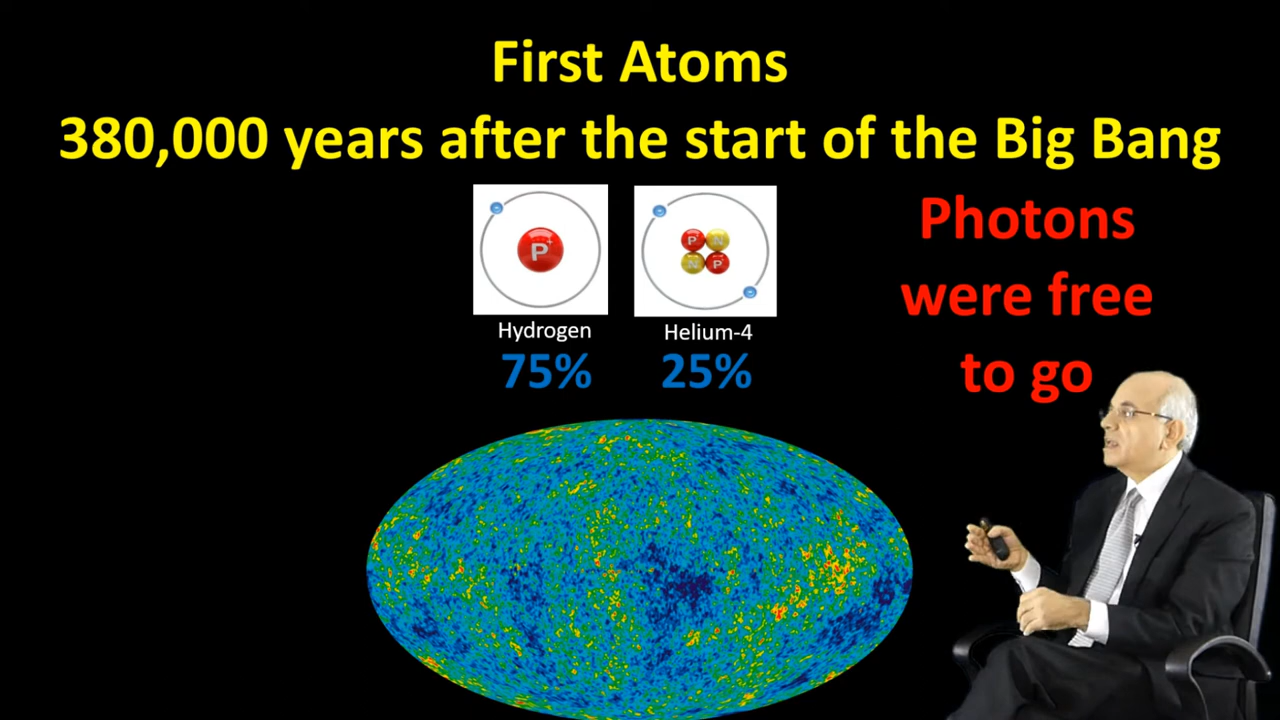 First Atoms
380,000 years after the start of the Big Bang
Photons
were free
to go
P+
P N
N P
Hydrogen
Helium-4
75%
25%